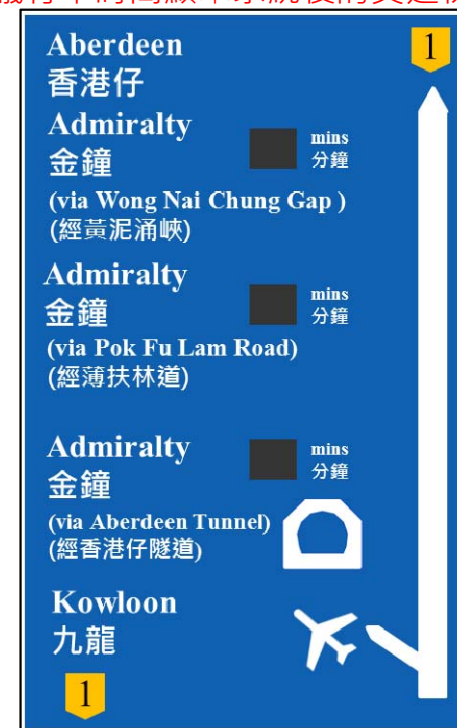 1
Aberdeen
香港仔
Admiralty
金鐘
mins
分鐘
(via Wong Nai Chung Gap )
(經黃泥涌峽)
Admiralty
金鐘
mins
分鐘
(via Pok Fu Lam Road)
(經薄扶林道)
Admiralty
金鐘
mins
分鐘
(via Aberdeen Tunnel)
(經香港仔隧道)
Kowloon
九龍
1